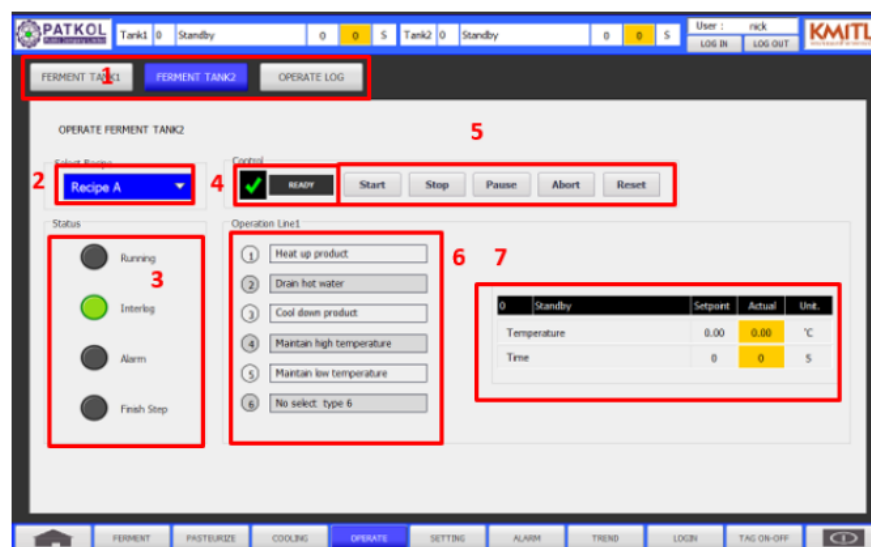 PATKOL Tank1 0 Standby 0 0 S Tank2 0 Standby 0 0 S User : nick KMITL
LOG IN LOG OUT
FERMENT TANK1 FERMENT TANK2 OPERATE LOG
1
OPERATE FERMENT TANK2
5
Select Recipe Control
2 Recipe A 4 READY Start Stop Pause Abort Reset
Status Operation Line1
Running
3
Interlog
Alarm
Finish Step
1 Heat up product
2 Drain hot water
3 Cool down product
4 Maintain high temperature
5 Maintain low temperature
6 No select type 6
6 7
0 Standby Setpoint Actual Unit.
Temperature 0.00 0.00 °C
Time 0 0 S
FERMENT PASTEURIZE COOLING OPERATE SETTING ALARM TREND LOGIN TAG ON-OFF